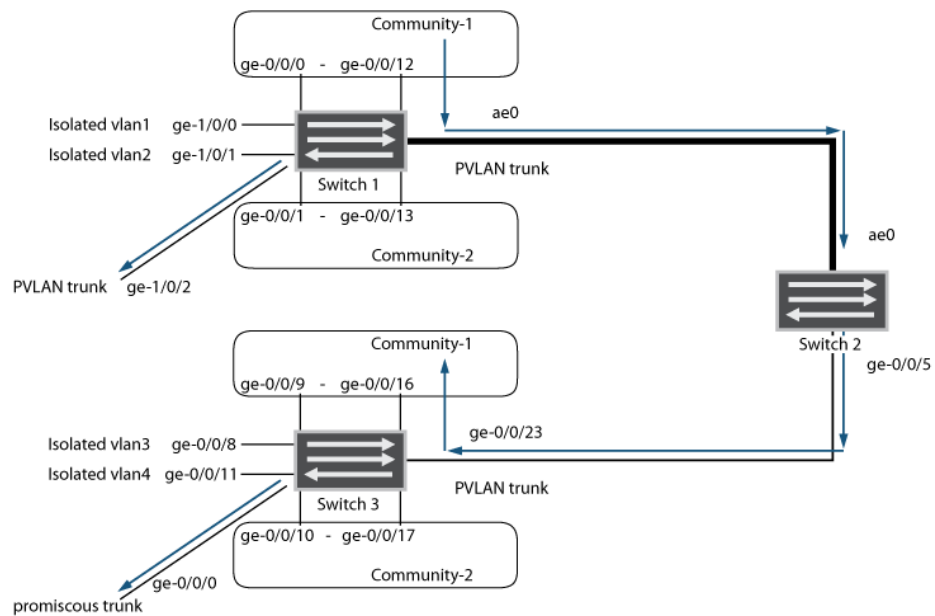 Community-1
ge-0/0/0 - ge-0/0/12
ae0
Isolated vlan1 ge-1/0/0
Isolated vlan2 ge-1/0/1
PVLAN trunk
Switch 1
ge-0/0/1 - ge-0/0/13
ae0
Community-2
PVLAN trunk ge-1/0/2
Community-1
Switch 2
ge-0/0/5
ge-0/0/9 - ge-0/0/16
ge-0/0/23
Isolated vlan3 ge-0/0/8
Isolated vlan4 ge-0/0/11
PVLAN trunk
Switch 3
ge-0/0/10 - ge-0/0/17
Community-2
ge-0/0/0
promiscous trunk